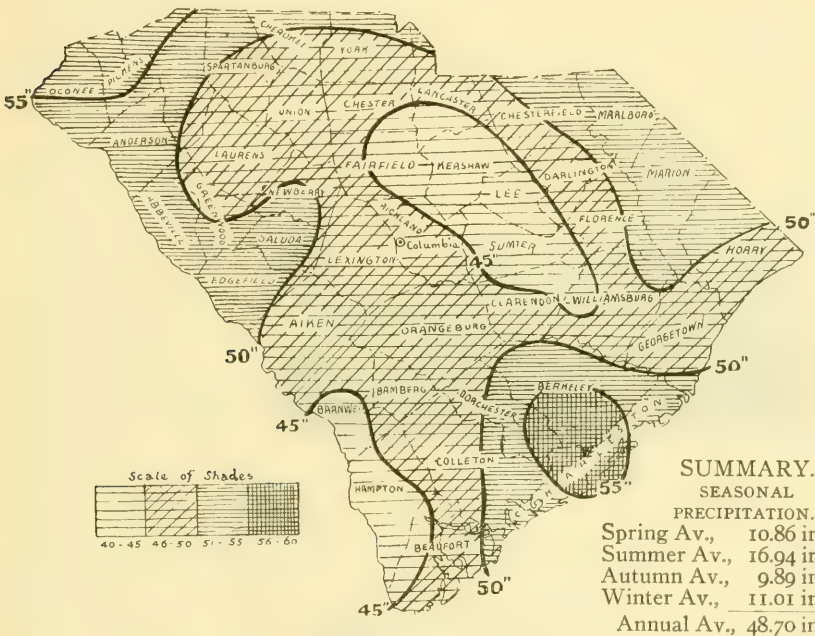 CHEROKEE
YORK
PICKENS
SPARTANBURG
55"
OCONEE
UNION
CHESTER
LANCASTER
CHESTERFIELD
MARLBORO
ANDERSON
LAURENS
FAIRFIELD
KERSHAW
DARLINGTON
MARION
GREENWOOD
NEWBERRY
LEE
ABBEVILLE
RICHLAND
FLORENCE
50"
SALUDA
Columbia
SUMTER
HORRY
LEXINGTON
45"
EDGEFIELD
CLARENDON
WILLIAMSBURG
AIKEN
ORANGEBURG
GEORGETOWN
50"
50"
BAMBERG
BERKELEY
BARNWE
DORCHESTER
45"
CHARLESTON
COLLETON
Scale of Shades
HAMPTON
55"
40-45 46-50 51-55 56-60
BEAUFORT
50"
45"
SUMMARY.
SEASONAL
PRECIPITATION.
Spring Av., 10.86 in
Summer Av., 16.94 in
Autumn Av., 9.89 in
Winter Av., 11.01 in
Annual Av., 48.70 in